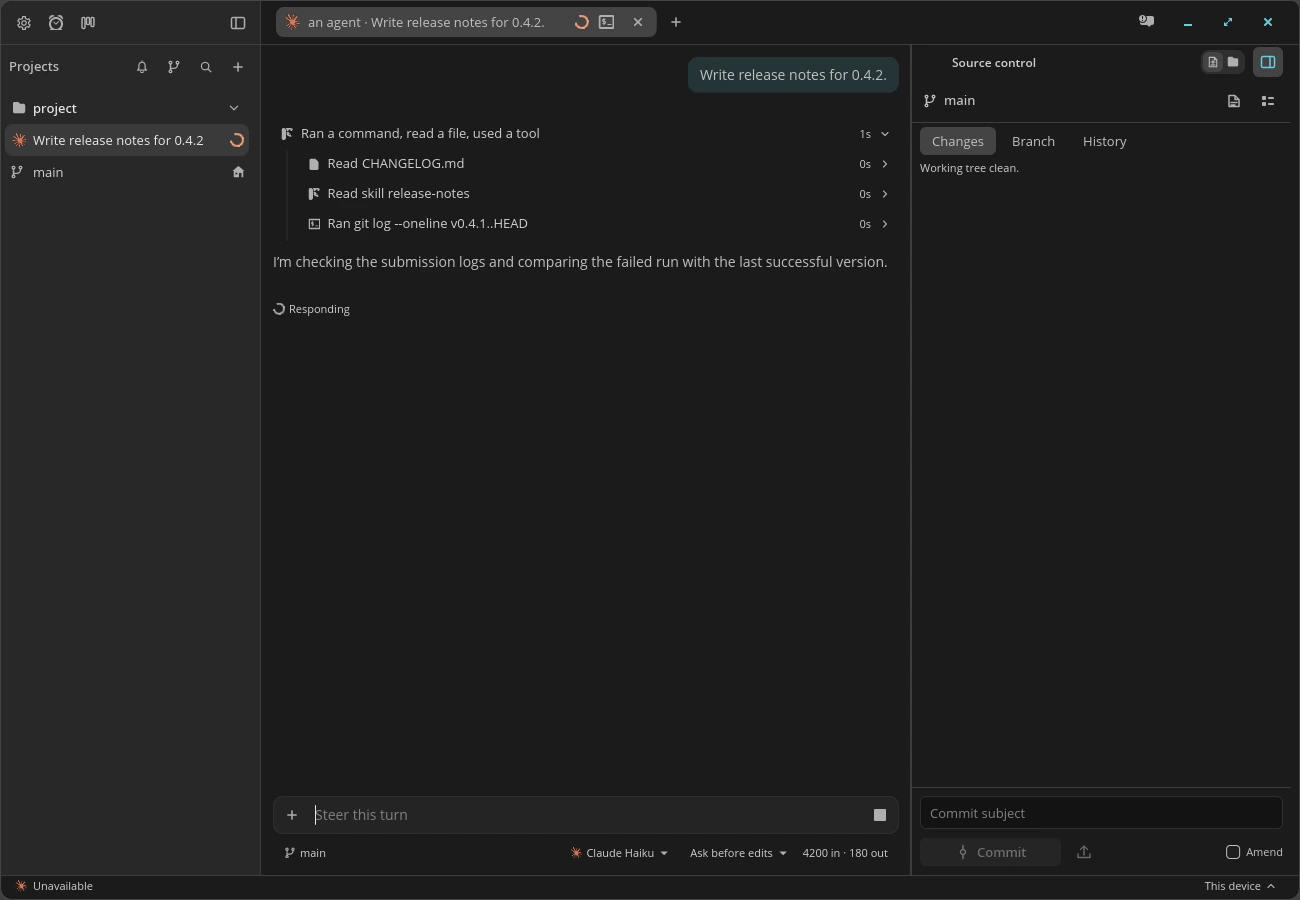 an agent · Write release notes for 0.4.2.
Projects
project
Write release notes for 0.4.2
main
Write release notes for 0.4.2.
Ran a command, read a file, used a tool 1s
Read CHANGELOG.md 0s
Read skill release-notes 0s
Ran git log --oneline v0.4.1..HEAD 0s
I'm checking the submission logs and comparing the failed run with the last successful version.
Responding
Steer this turn
main Claude Haiku Ask before edits 4200 in · 180 out
Source control
main
Changes Branch History
Working tree clean.
Commit subject
Commit Amend
Unavailable This device